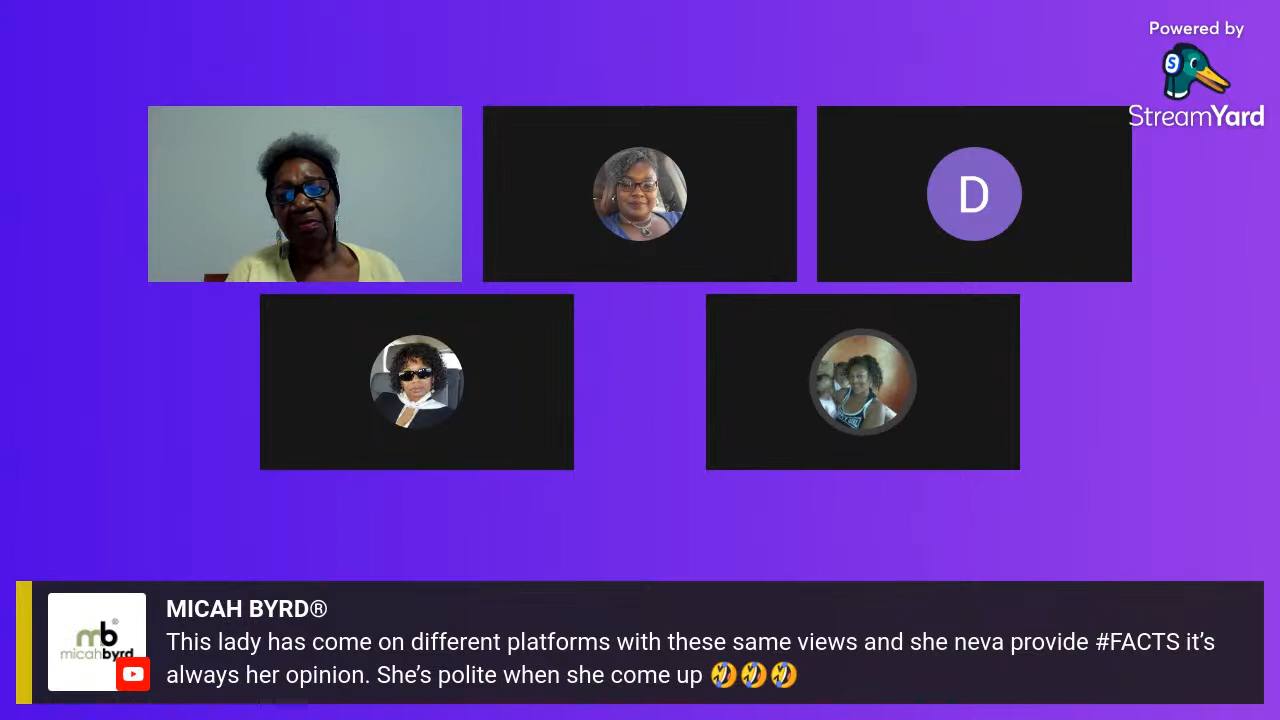 Powered by
S
StreamYard
D
MICAH BYRD®
This lady has come on different platforms with these same views and she neva provide #FACTS it’s
always her opinion. She’s polite when she come up 🤣🤣🤣
mb®
micahbyrd